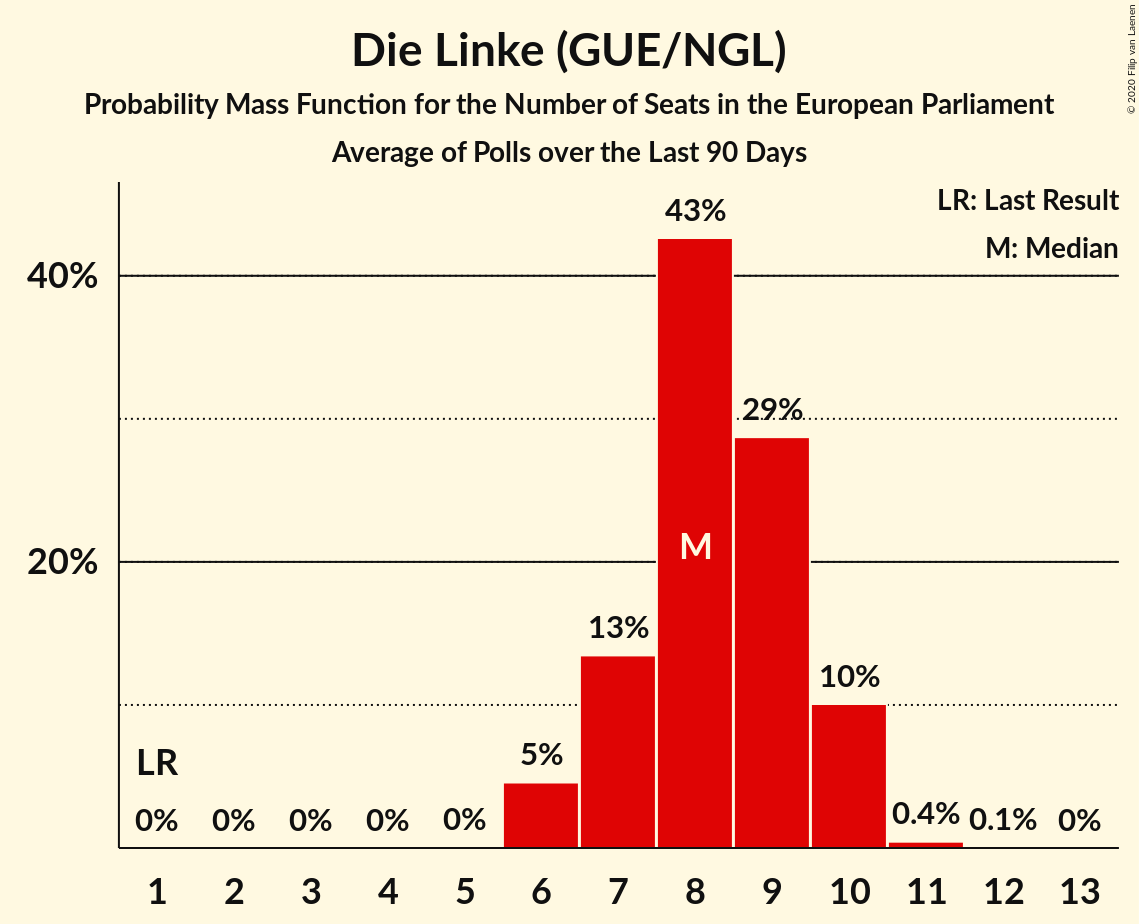 Die Linke (GUE/NGL)
Probability Mass Function for the Number of Seats in the European Parliament
Average of Polls over the Last 90 Days
© 2020 Filip van Laenen
LR: Last Result
M: Median
43%
40%
29%
M
20%
13%
10%
5%
LR
0% 0% 0% 0% 0% 0.4% 0.1% 0%
1 2 3 4 5 6 7 8 9 10 11 12 13